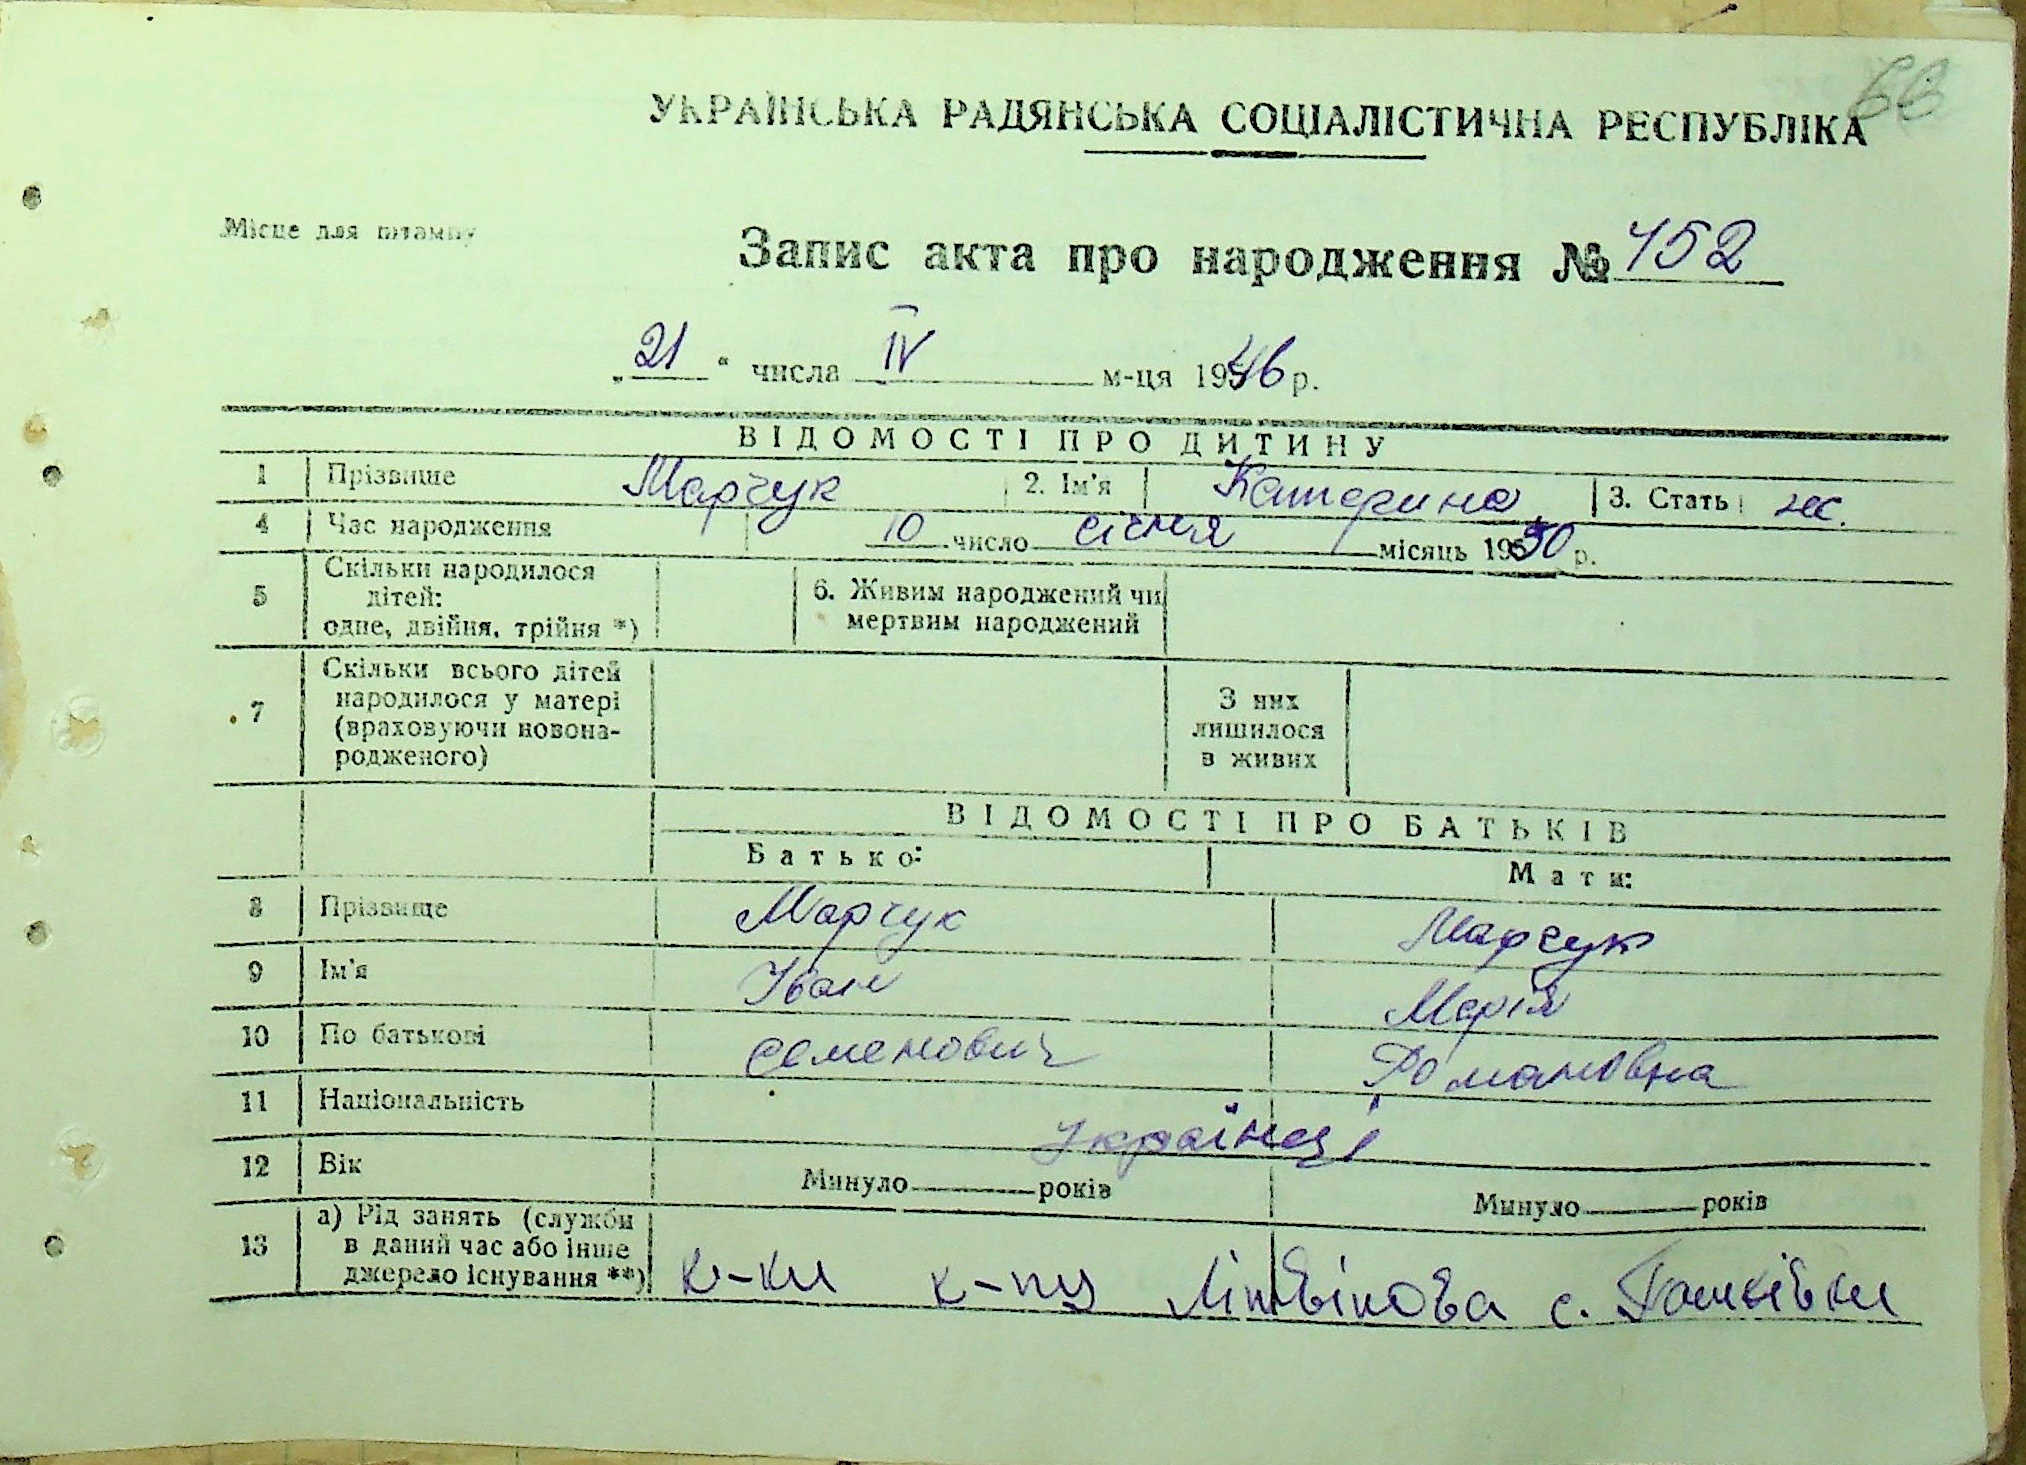 68
УКРАЇНСЬКА РАДЯНСЬКА СОЦІАЛІСТИЧНА РЕСПУБЛІКА
Місце для штампу
Запис акта про народження № 152
„ 21 “ числа IV м-ця 1946 р.
ВІДОМОСТІ ПРО ДИТИНУ
1 Прізвище Марчук 2. Ім'я Катерина 3. Стать жс.
4 Час народження 10 число січня місяць 1930 р.
5 Скільки народилося дітей: одне, двійня, трійня *) 6. Живим народжений чи мертвим народжений
7 Скільки всього дітей народилося у матері (враховуючи новонародженого) З них лишилося в живих
ВІДОМОСТІ ПРО БАТЬКІВ
Батько: Мати:
8 Прізвище Марчук Марчук
9 Ім'я Іван Марія
10 По батькові Семенович Романовна
11 Національність Українці
12 Вік Минуло років Минуло років
13 а) Рід занять (служби в даний час або інше джерело існування **) к-ки к-пу с.